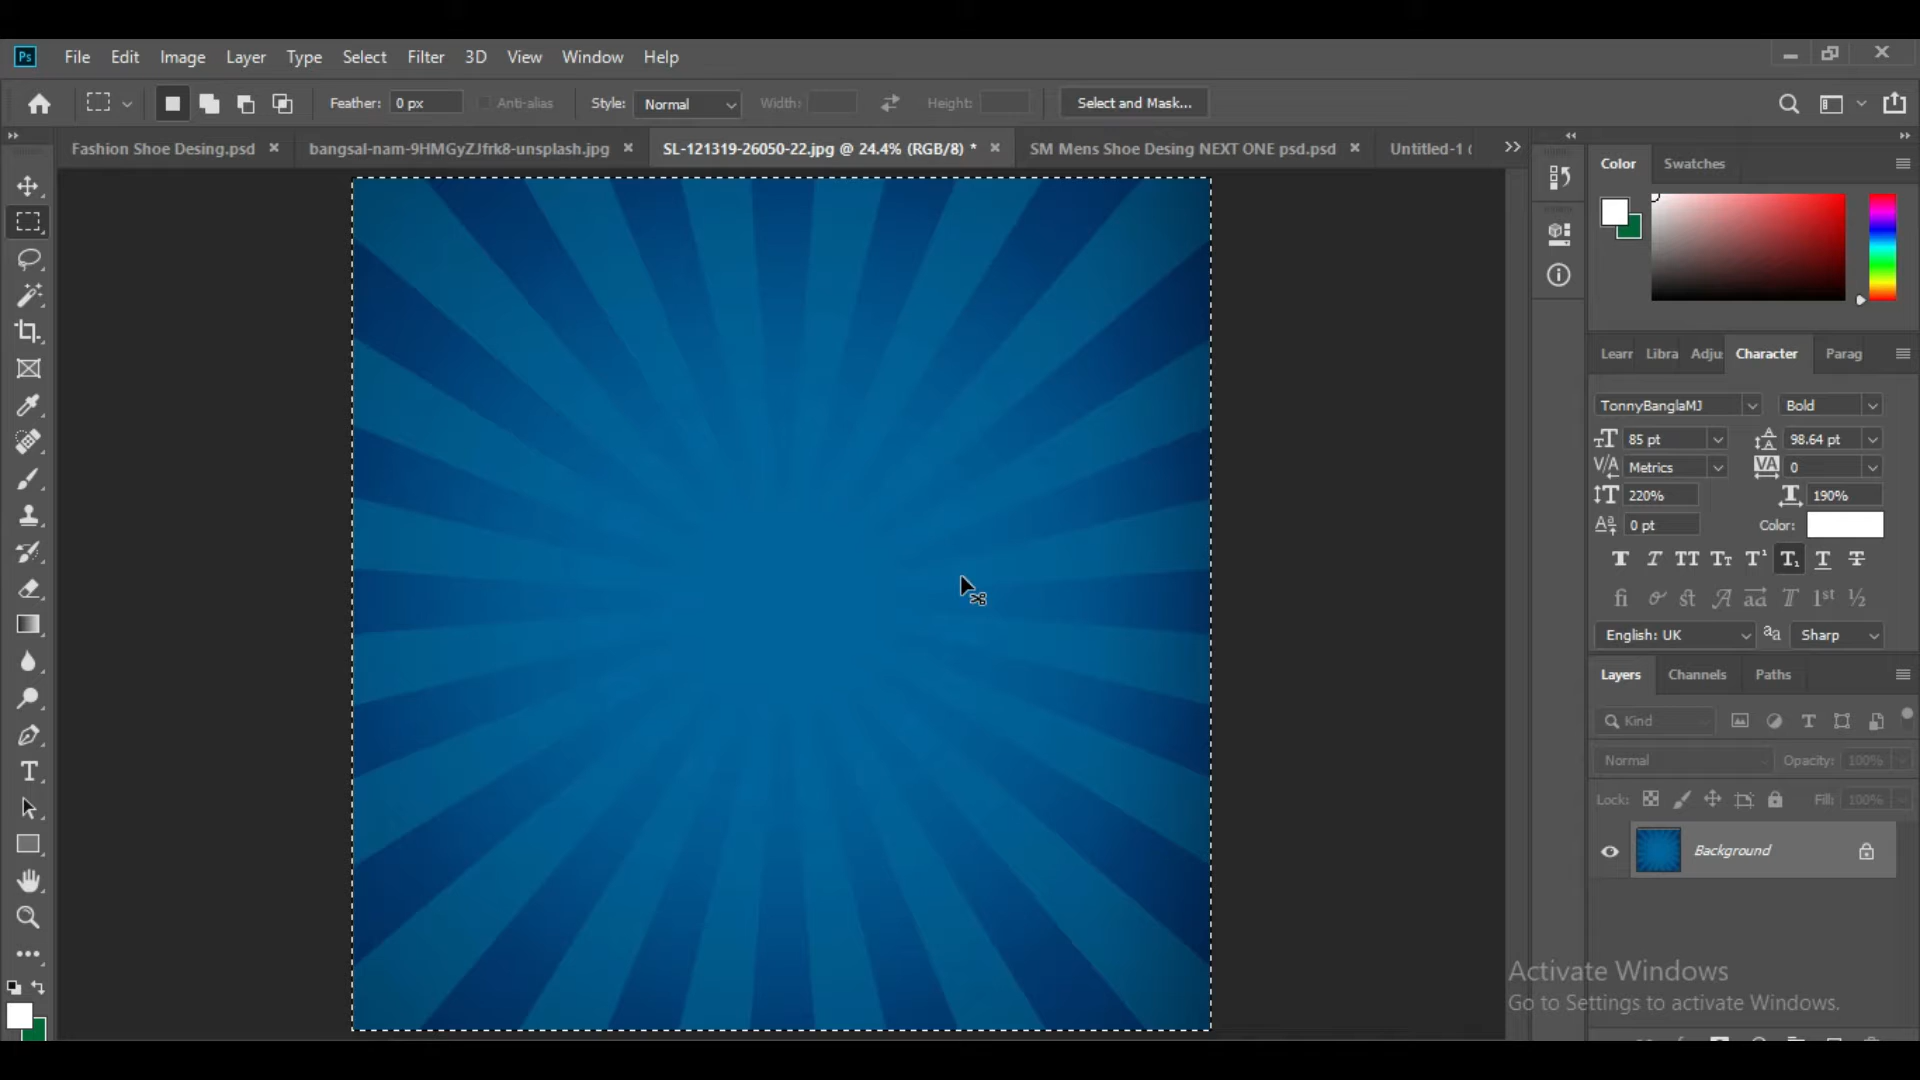 Ps File Edit Image Layer Type Select Filter 3D View Window Help
Feather: 0 px Anti-alias Style: Normal Width: Height: Select and Mask...
Fashion Shoe Desing.psd × bangsal-nam-9HMGyZJfrk8-unsplash.jpg × SL-121319-26050-22.jpg @ 24.4% (RGB/8) * × SM Mens Shoe Desing NEXT ONE psd.psd × Untitled-1 (
Color Swatches
Learr Libra Adju Character Parag
TonnyBanglaMJ Bold
85 pt 98.64 pt
Metrics 0
220% 190%
0 pt Color:
English: UK Sharp
Layers Channels Paths
Kind
Normal Opacity: 100%
Lock: Fill: 100%
Background
Activate Windows
Go to Settings to activate Windows.